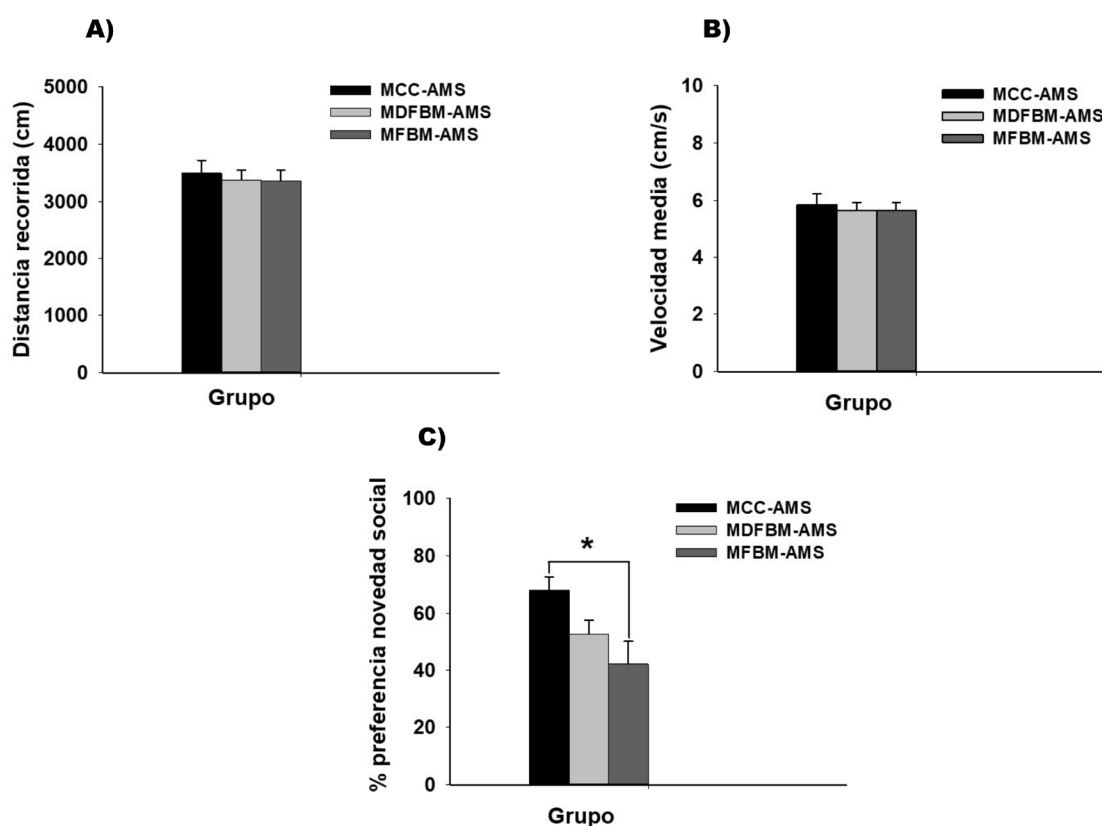 A)
Distancia recorrida (cm)
5000
4000
3000
2000
1000
0
MCC-AMS
MDFBM-AMS
MFBM-AMS
Grupo
B)
Velocidad media (cm/s)
10
8
6
4
2
0
MCC-AMS
MDFBM-AMS
MFBM-AMS
Grupo
C)
% preferencia novedad social
100
80
60
40
20
0
*
MCC-AMS
MDFBM-AMS
MFBM-AMS
Grupo